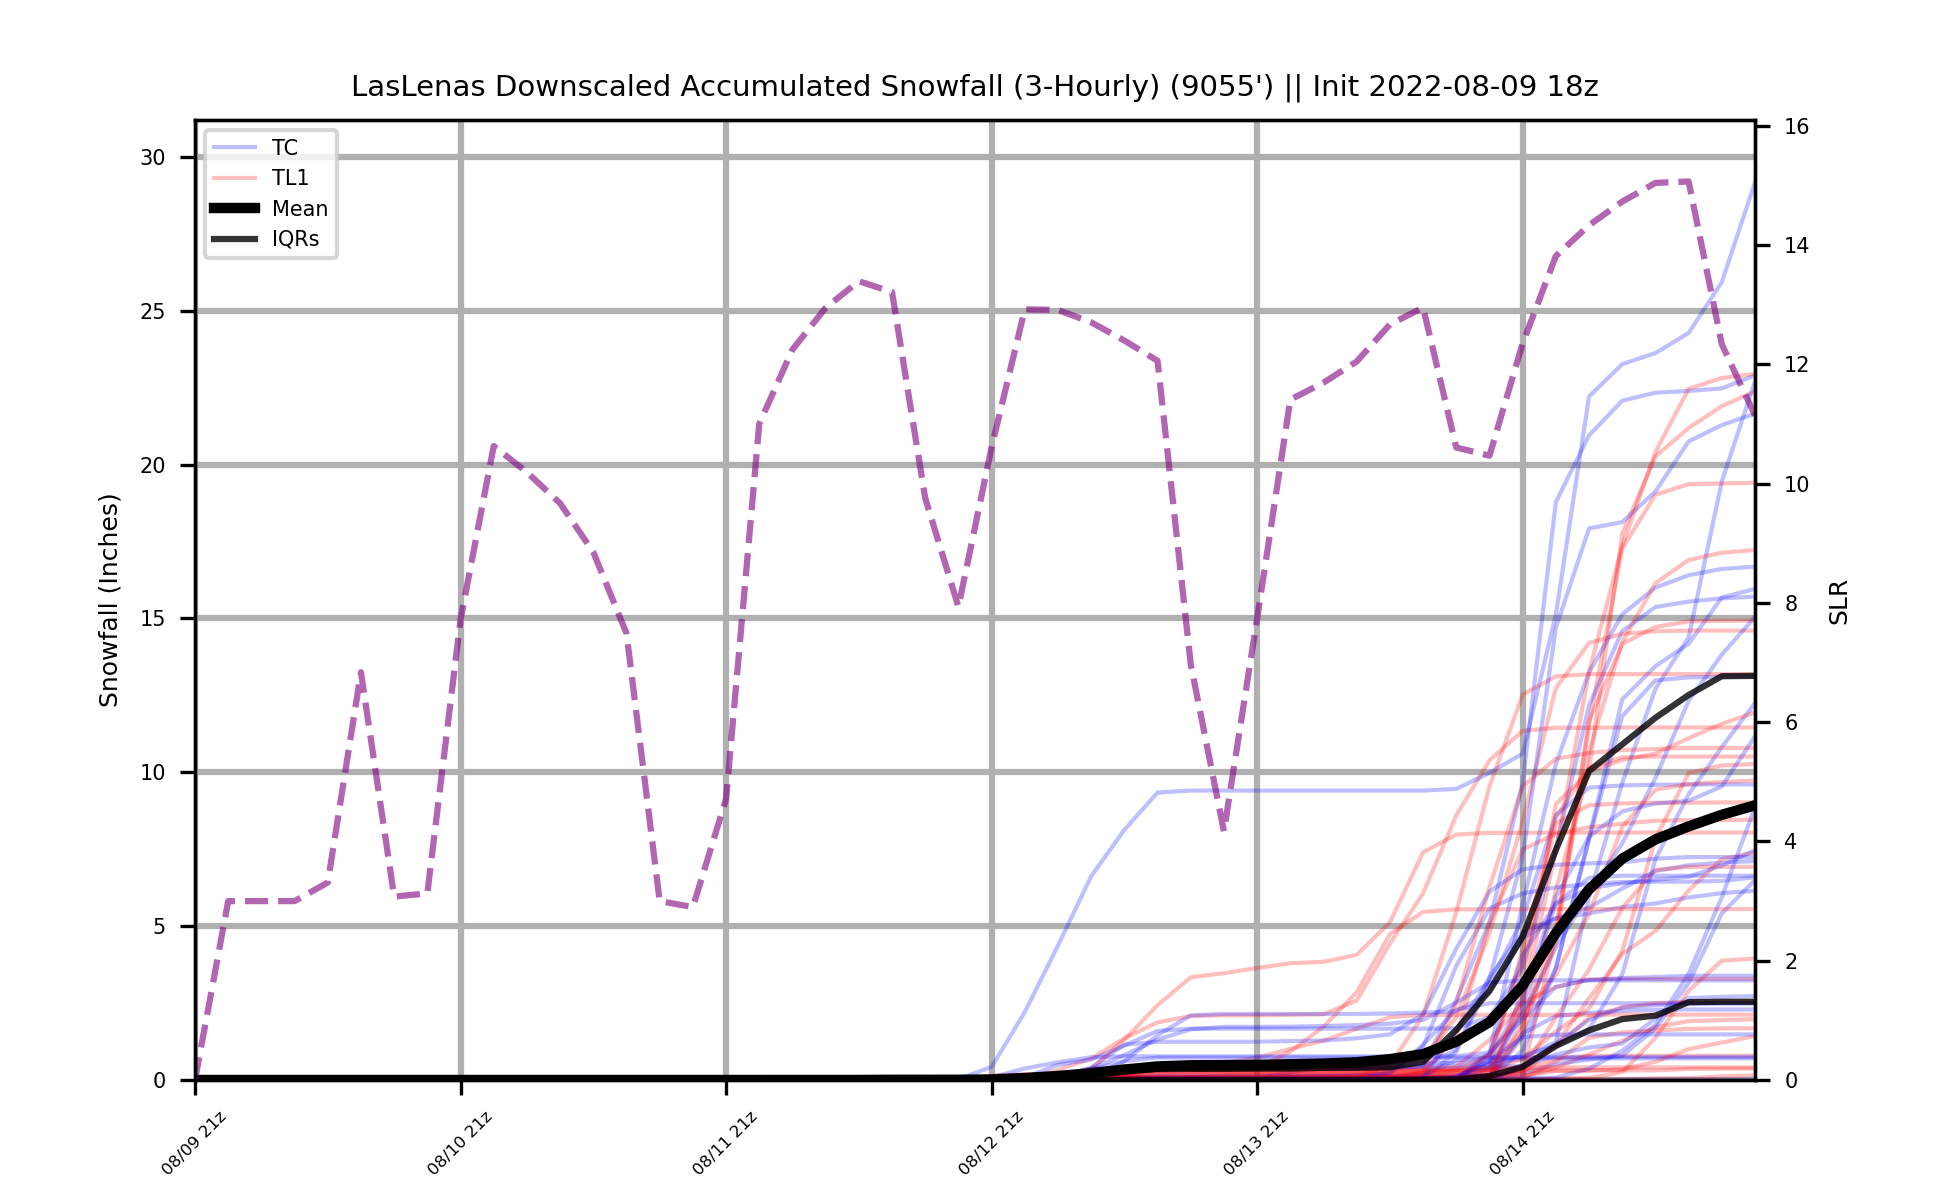 LasLenas Downscaled Accumulated Snowfall (3-Hourly) (9055') || Init 2022-08-09 18z
TC
TL1
Mean
IQRs
30
25
20
15
10
5
0
Snowfall (Inches)
16
14
12
10
8
6
4
2
0
SLR
08/09 21z
08/10 21z
08/11 21z
08/12 21z
08/13 21z
08/14 21z